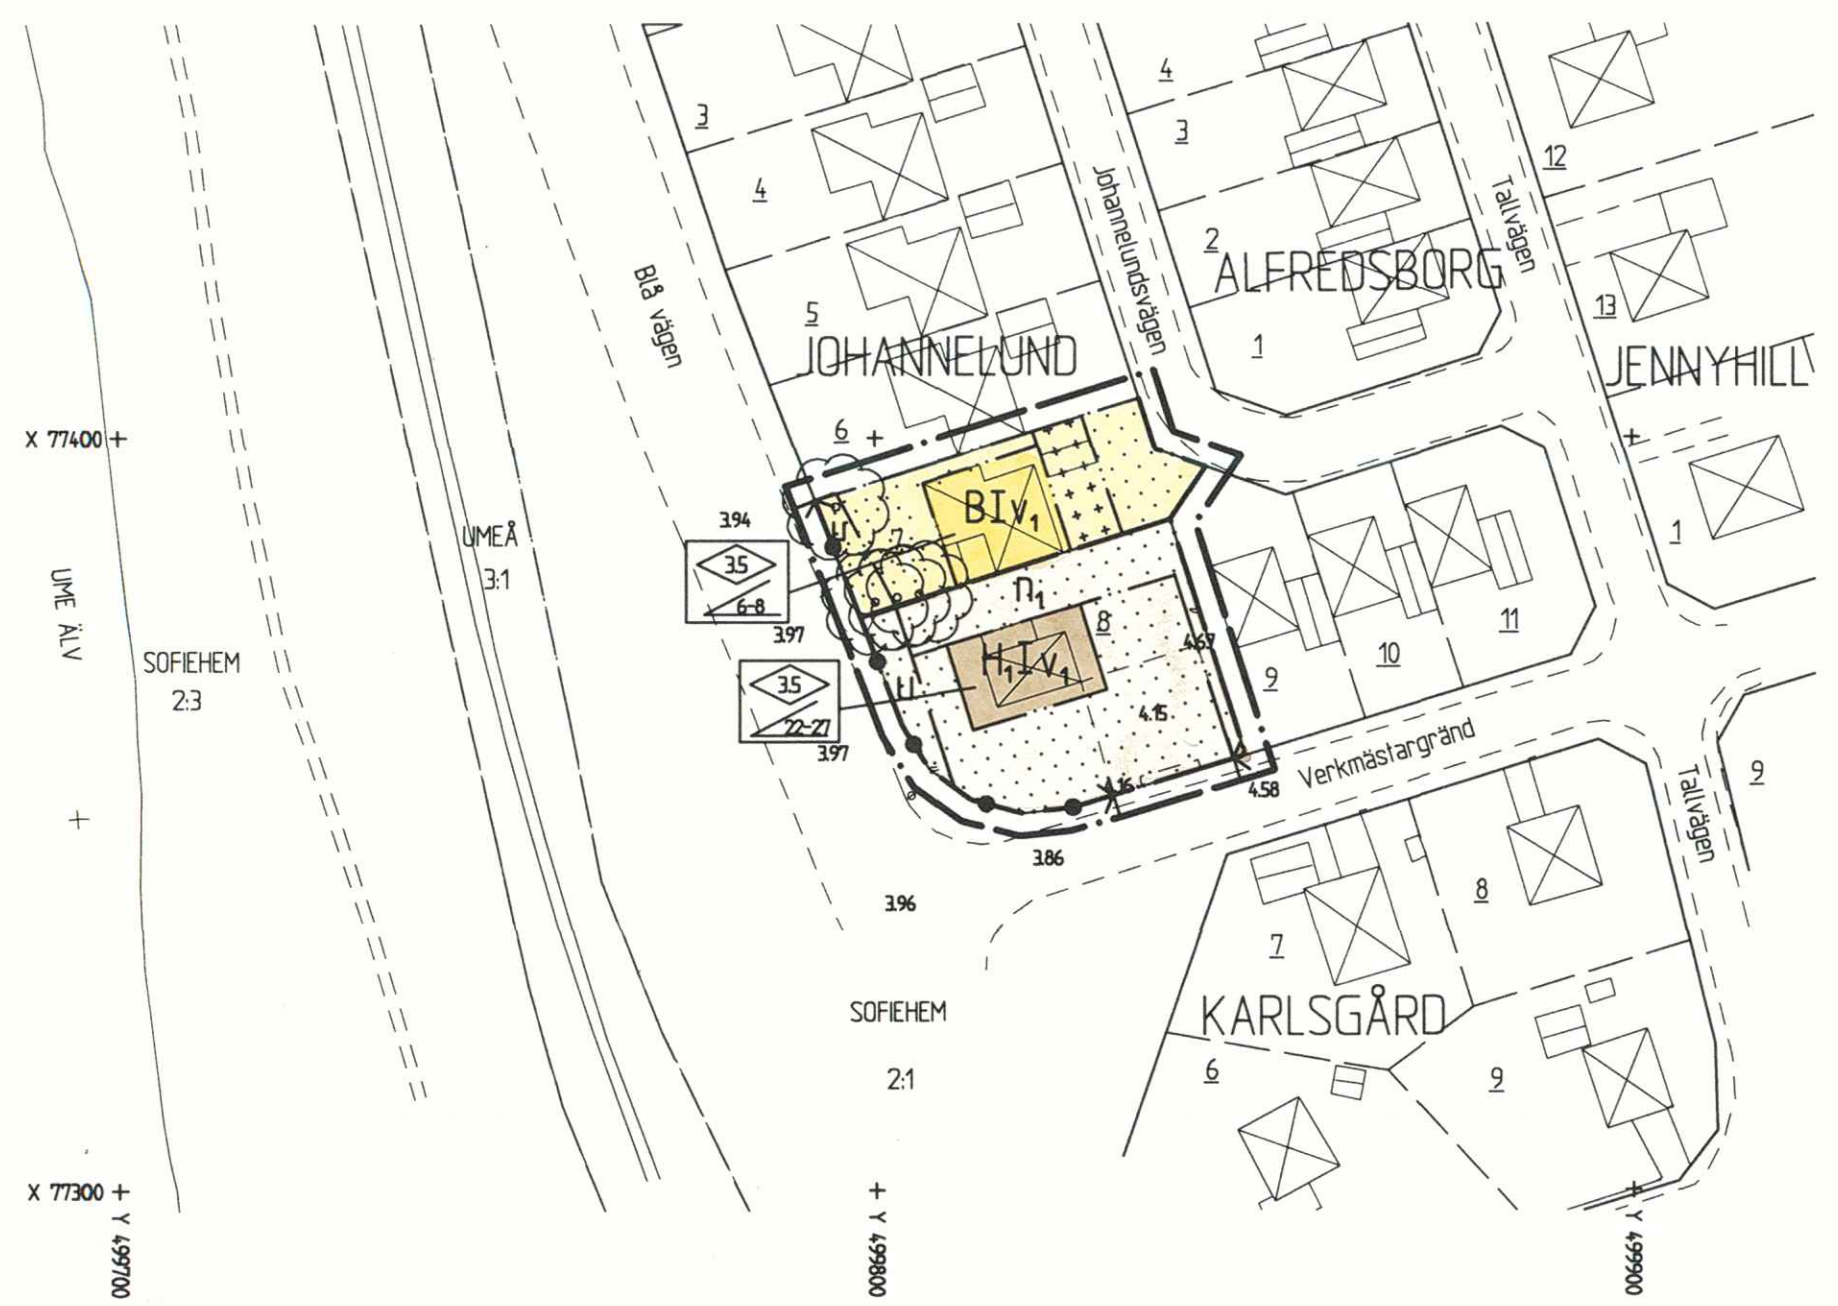 3
4
3
12
4
Johannelundsvägen
Tallvägen
2
ALFREDSBORG
Blå vägen
5
13
JOHANNELUND
1
JENNYHILL
X 77400
6
BIv₁
3.94
1
UMEÅ
3:1
7
3.5
6-8
n₁
UME ÄLV
3.97
8
4.67
11
SOFIEHEM
2:3
H₁Iv₁
10
9
3.5
u
u
22-27
4.15
3.97
Verkmästargränd
4.16
4.58
Tallvägen
9
3.86
3.96
8
7
SOFIEHEM
2:1
KARLSGÅRD
6
9
X 77300
Y 499700
Y 499800
Y 499900